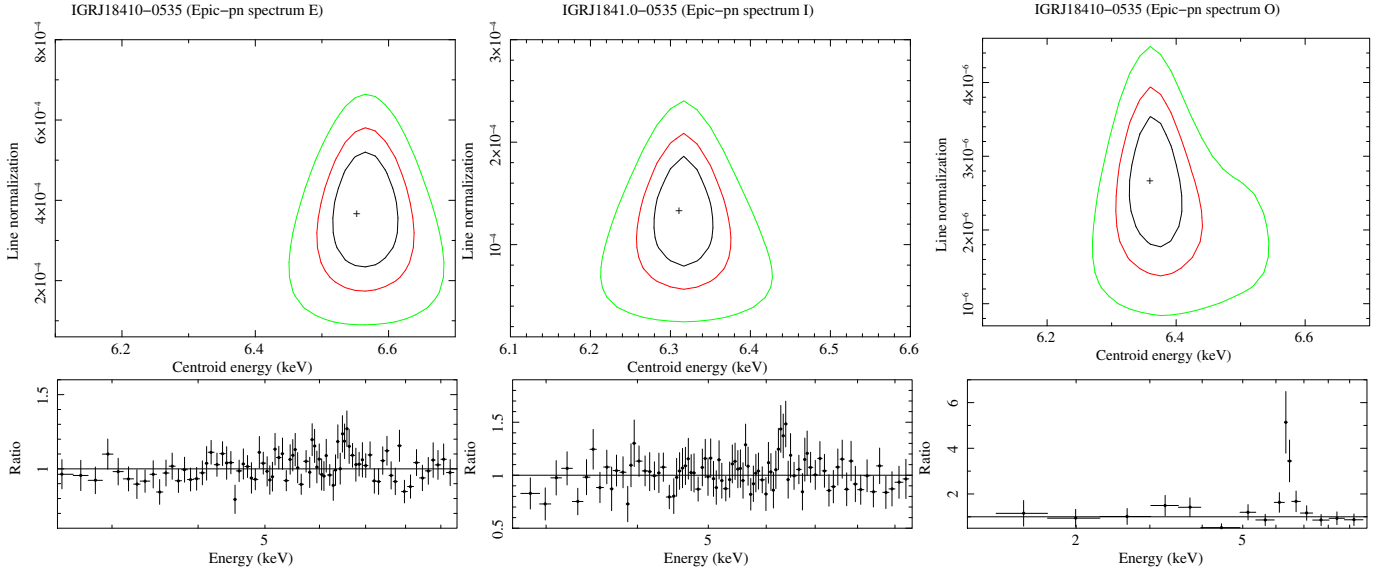 IGRJ18410−0535 (Epic−pn spectrum E)
Line normalization
2×10⁻⁴ 4×10⁻⁴ 6×10⁻⁴ 8×10⁻⁴
6.2 6.4 6.6
Centroid energy (keV)
Ratio
1 1.5
5
Energy (keV)
IGRJ1841.0−0535 (Epic−pn spectrum I)
Line normalization
10⁻⁴ 2×10⁻⁴ 3×10⁻⁴
6.1 6.2 6.3 6.4 6.5 6.6
Centroid energy (keV)
Ratio
0.5 1 1.5
5
Energy (keV)
IGRJ18410−0535 (Epic−pn spectrum O)
Line normalization
10⁻⁶ 2×10⁻⁶ 3×10⁻⁶ 4×10⁻⁶
6.2 6.4 6.6
Centroid energy (keV)
Ratio
2 4 6
2 5
Energy (keV)